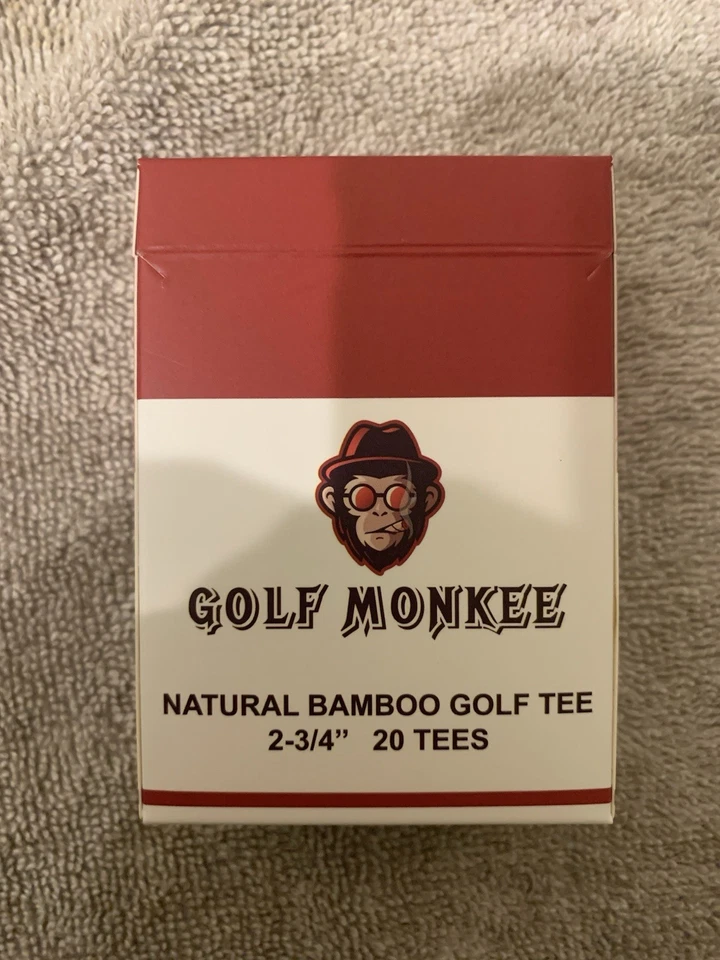 GOLF MONKEE
NATURAL BAMBOO GOLF TEE
2-3/4” 20 TEES